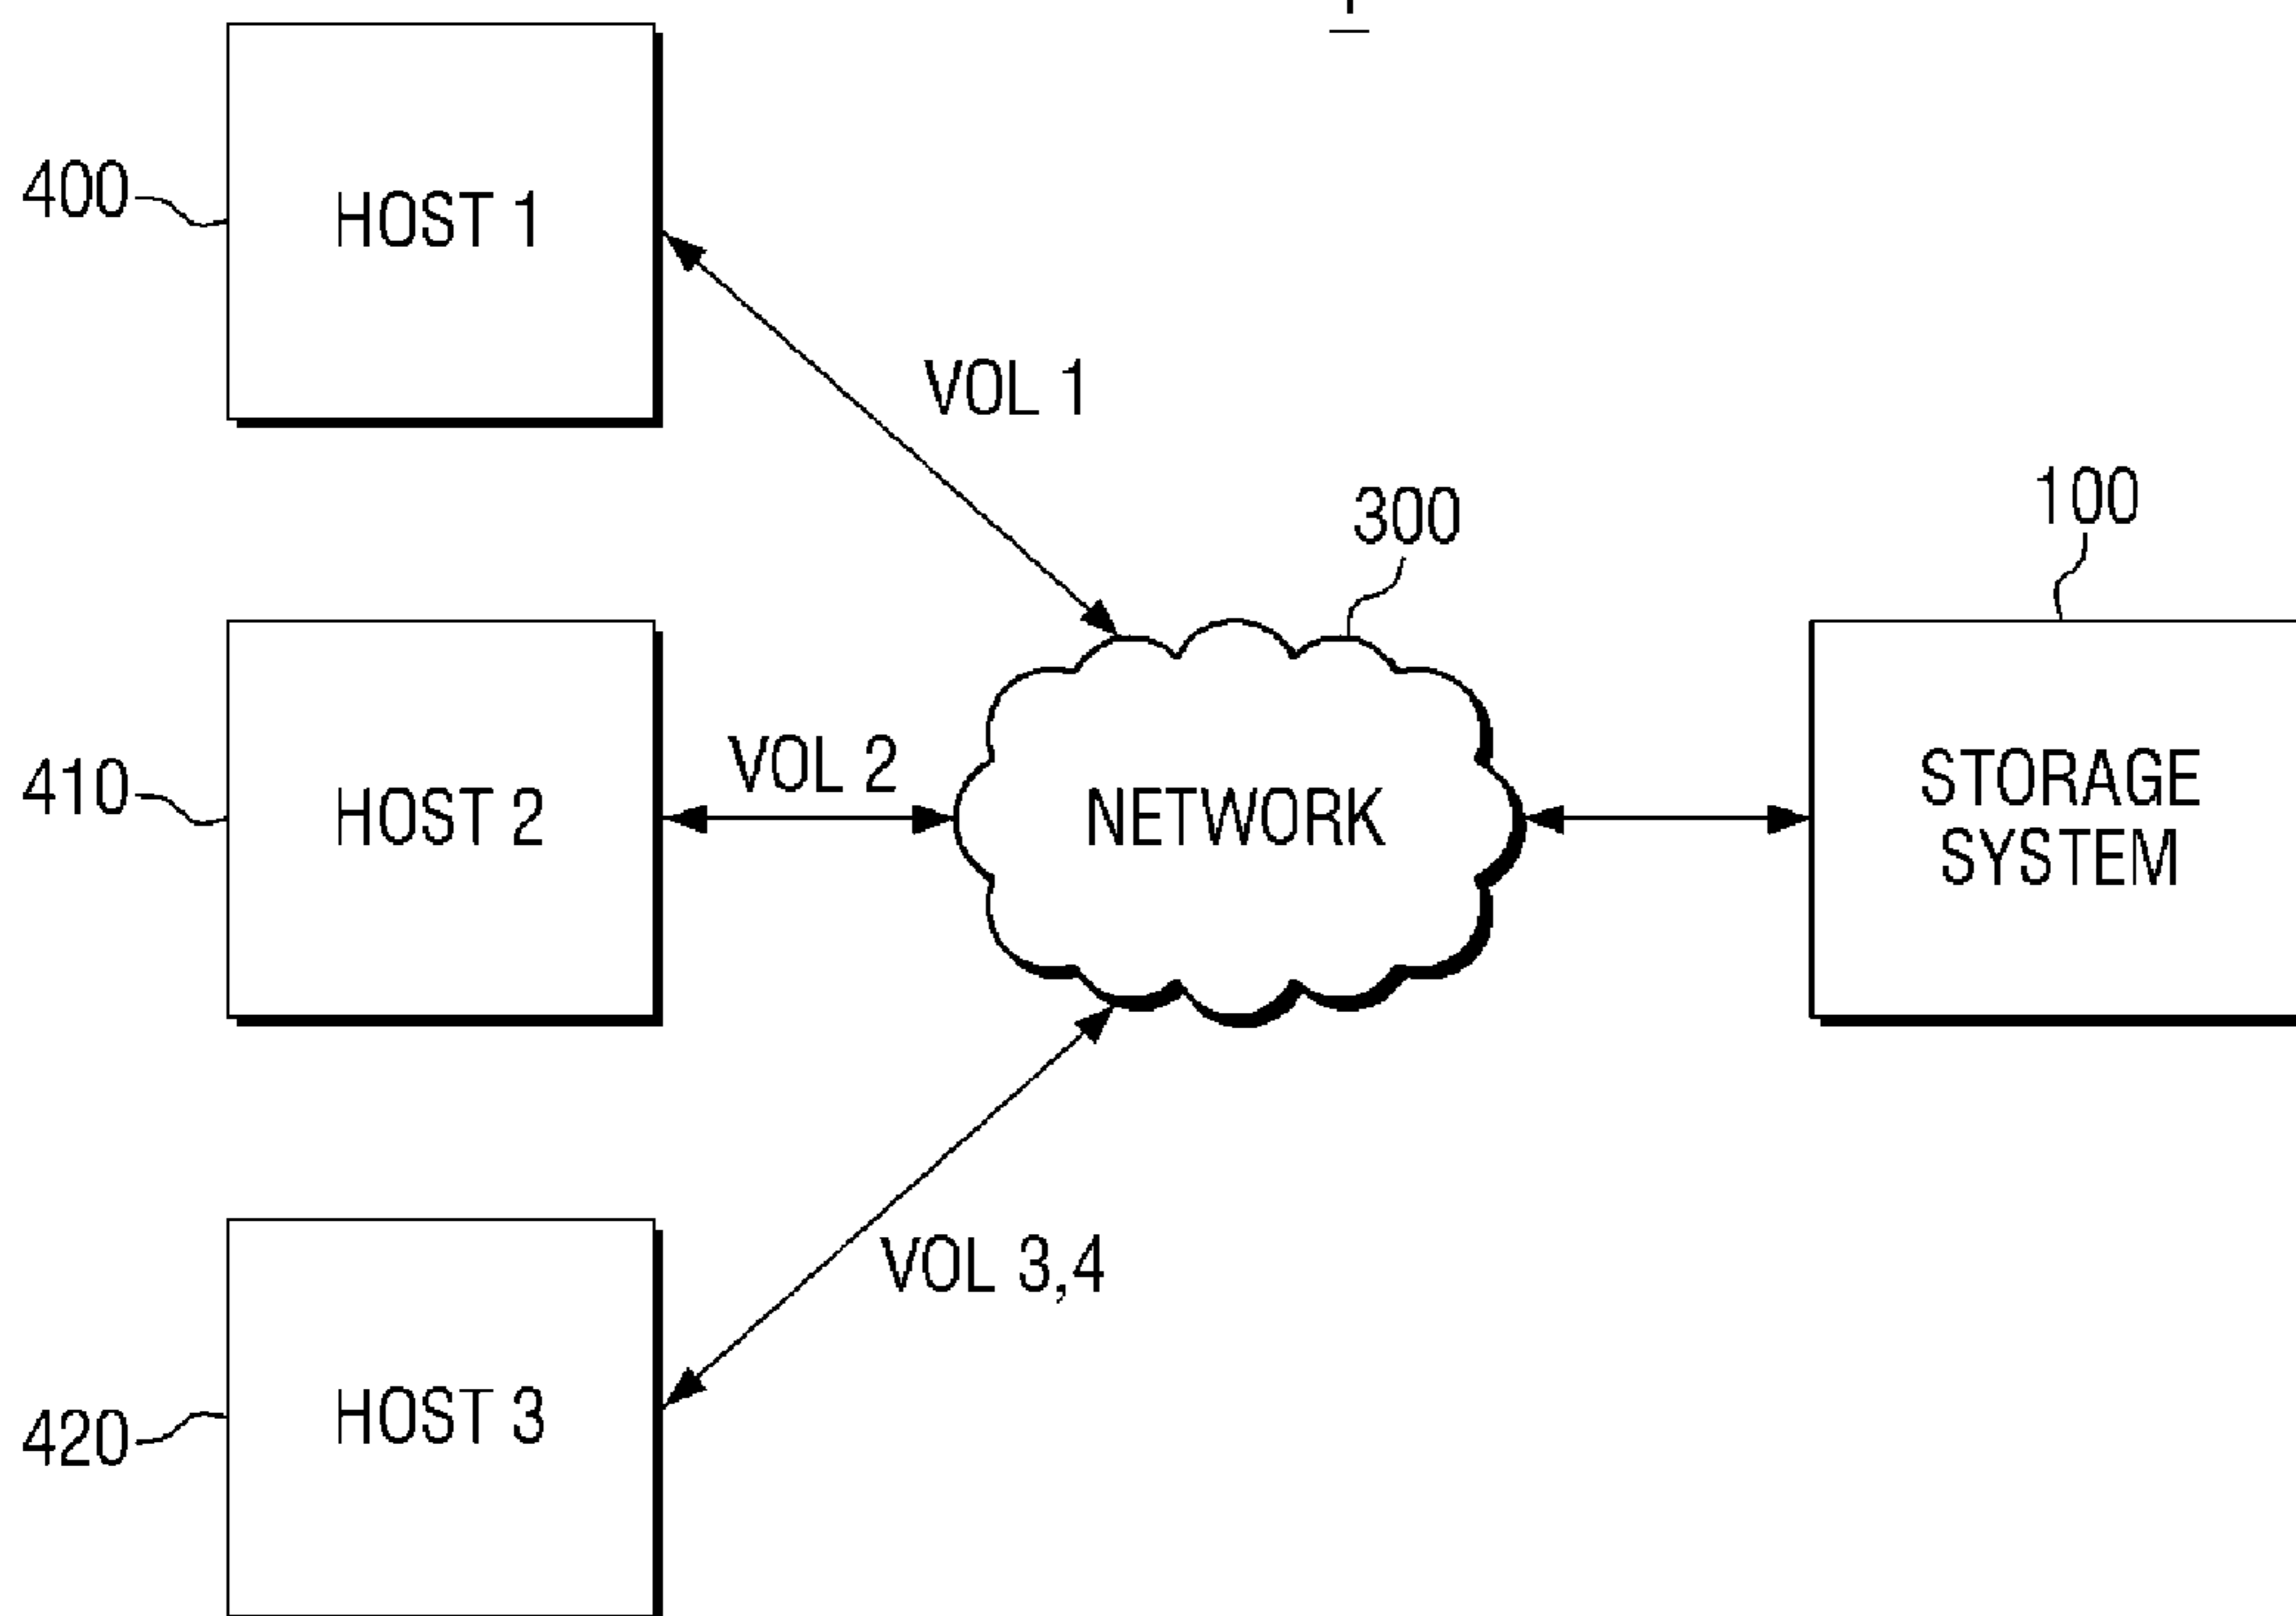 400
HOST 1
VOL 1
300
100
410
HOST 2
VOL 2
NETWORK
STORAGE
SYSTEM
VOL 3,4
420
HOST 3